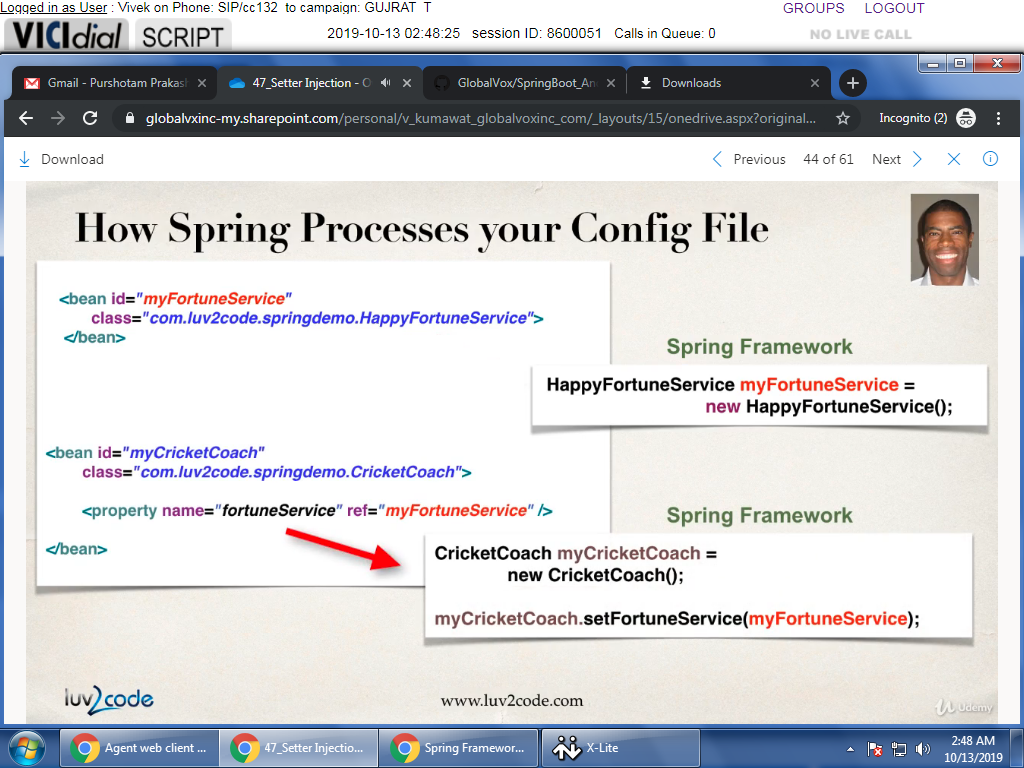 Logged in as User : Vivek on Phone: SIP/cc132 to campaign: GUJRAT_T
GROUPS LOGOUT
VICIdial SCRIPT 2019-10-13 02:48:25 session ID: 8600051 Calls in Queue: 0 NO LIVE CALL
Gmail - Purshotam Prakas
47_Setter Injection - O
GlobalVox/SpringBoot_An
Downloads
globalvxinc-my.sharepoint.com/personal/v_kumawat_globalvoxinc_com/_layouts/15/onedrive.aspx?original... Incognito (2)
Download Previous 44 of 61 Next
How Spring Processes your Config File
<bean id="myFortuneService"
class="com.luv2code.springdemo.HappyFortuneService">
</bean>
Spring Framework
HappyFortuneService myFortuneService =
new HappyFortuneService();
<bean id="myCricketCoach"
class="com.luv2code.springdemo.CricketCoach">
<property name="fortuneService" ref="myFortuneService" />
</bean>
Spring Framework
CricketCoach myCricketCoach =
new CricketCoach();
myCricketCoach.setFortuneService(myFortuneService);
luv2code
www.luv2code.com
Udemy
Agent web client ...
47_Setter Injectio...
Spring Framewor...
X-Lite
2:48 AM
10/13/2019